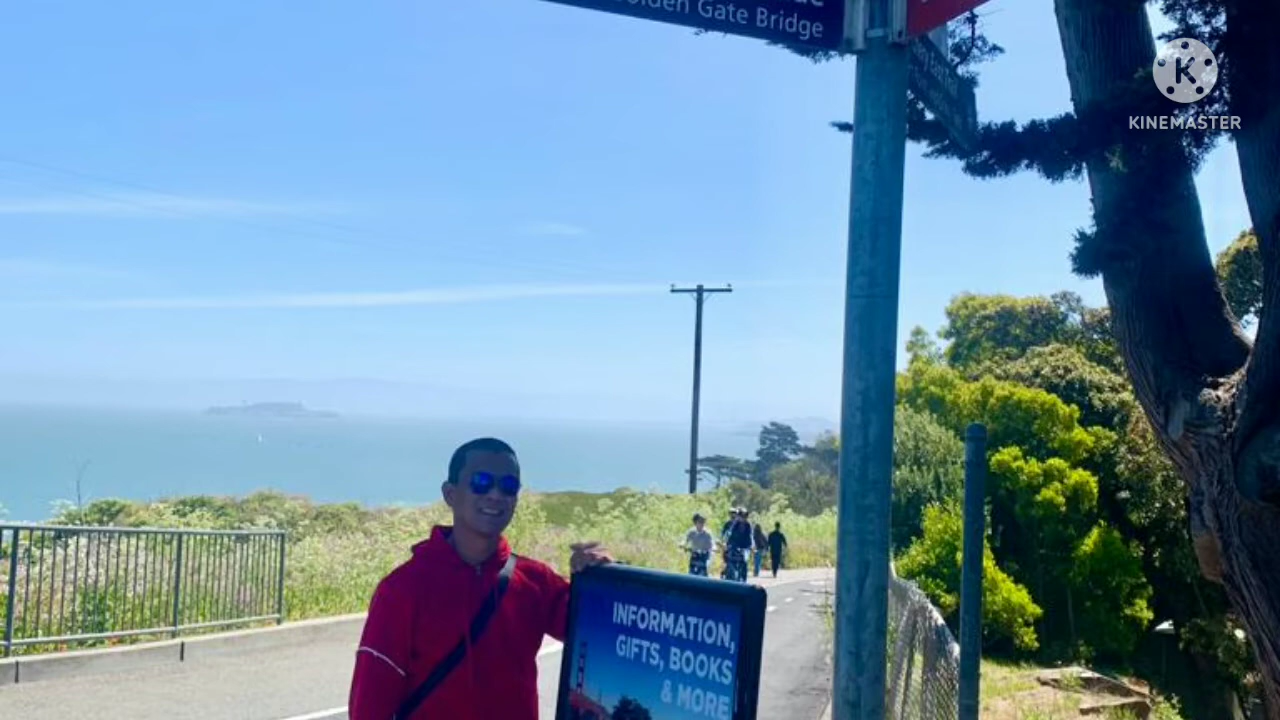 Golden Gate Bridge
K
KINEMASTER
INFORMATION,
GIFTS, BOOKS
& MORE